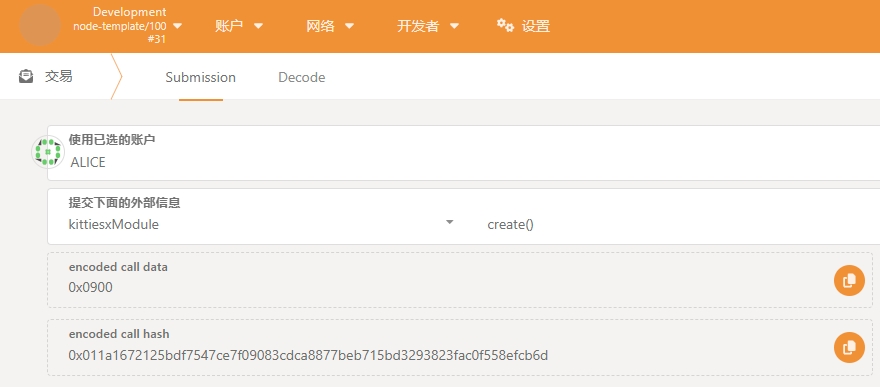 Development
node-template/100
#31
账户
网络
开发者
设置
交易
Submission
Decode
使用已选的账户
ALICE
提交下面的外部信息
kittiesxModule
create()
encoded call data
0x0900
encoded call hash
0x011a1672125bdf7547ce7f09083cdca8877beb715bd3293823fac0f558efcb6d